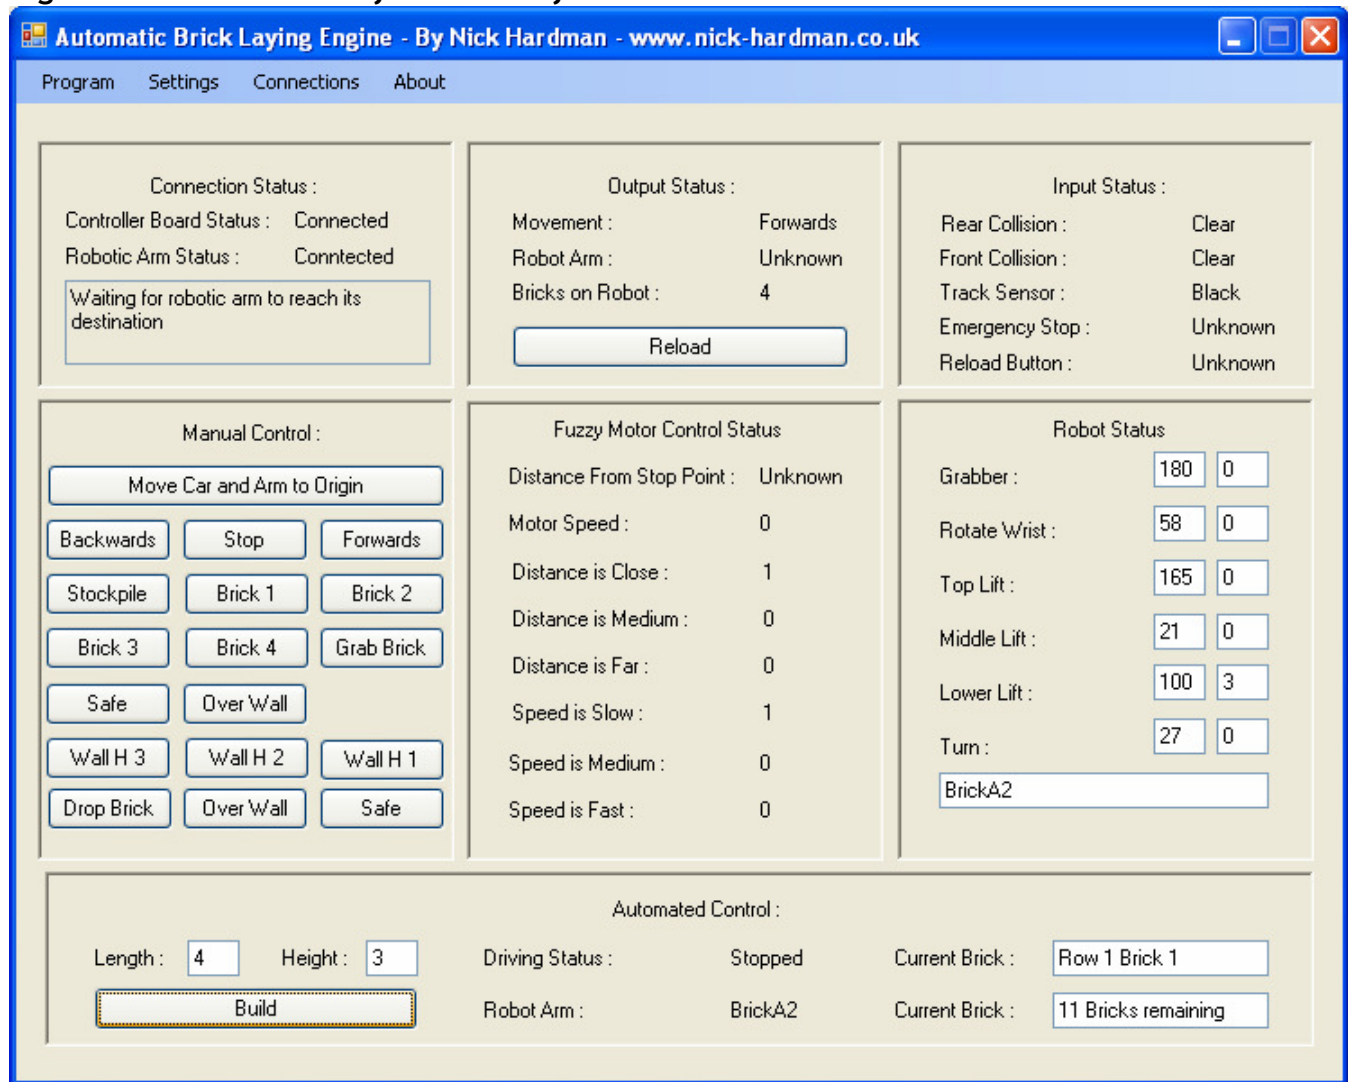 Automatic Brick Laying Engine - By Nick Hardman - www.nick-hardman.co.uk
Program Settings Connections About
Connection Status :
Controller Board Status : Connected
Robotic Arm Status : Conntected
Waiting for robotic arm to reach its
destination
Output Status :
Movement : Forwards
Robot Arm : Unknown
Bricks on Robot : 4
Reload
Input Status :
Rear Collision : Clear
Front Collision : Clear
Track Sensor : Black
Emergency Stop : Unknown
Reload Button : Unknown
Manual Control :
Move Car and Arm to Origin
Backwards Stop Forwards
Stockpile Brick 1 Brick 2
Brick 3 Brick 4 Grab Brick
Safe Over Wall
Wall H 3 Wall H 2 Wall H 1
Drop Brick Over Wall Safe
Fuzzy Motor Control Status
Distance From Stop Point : Unknown
Motor Speed : 0
Distance is Close : 1
Distance is Medium : 0
Distance is Far : 0
Speed is Slow : 1
Speed is Medium : 0
Speed is Fast : 0
Robot Status
Grabber : 180 0
Rotate Wrist : 58 0
Top Lift : 165 0
Middle Lift : 21 0
Lower Lift : 100 3
Turn : 27 0
BrickA2
Automated Control :
Length : 4 Height : 3 Driving Status : Stopped Current Brick : Row 1 Brick 1
Build Robot Arm : BrickA2 Current Brick : 11 Bricks remaining